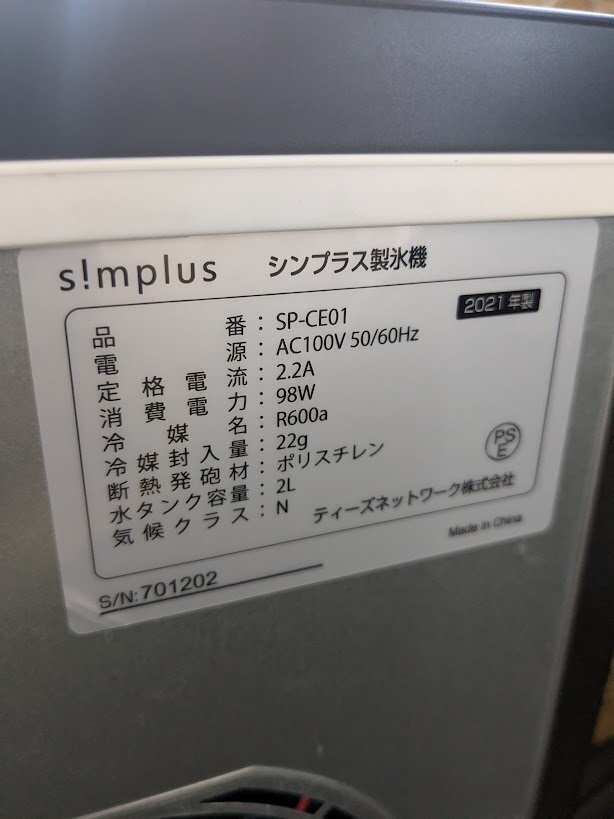 s!mplus シンプラス製氷機
2021年製
品番：SP-CE01
電源：AC100V 50/60Hz
定格電流：2.2A
消費電力：98W
冷媒名：R600a
冷媒封入量：22g
断熱発砲材：ポリスチレン
水タンク容量：2L
気候クラス：N
PSE
ティーズネットワーク株式会社
Made in China
S/N:701202